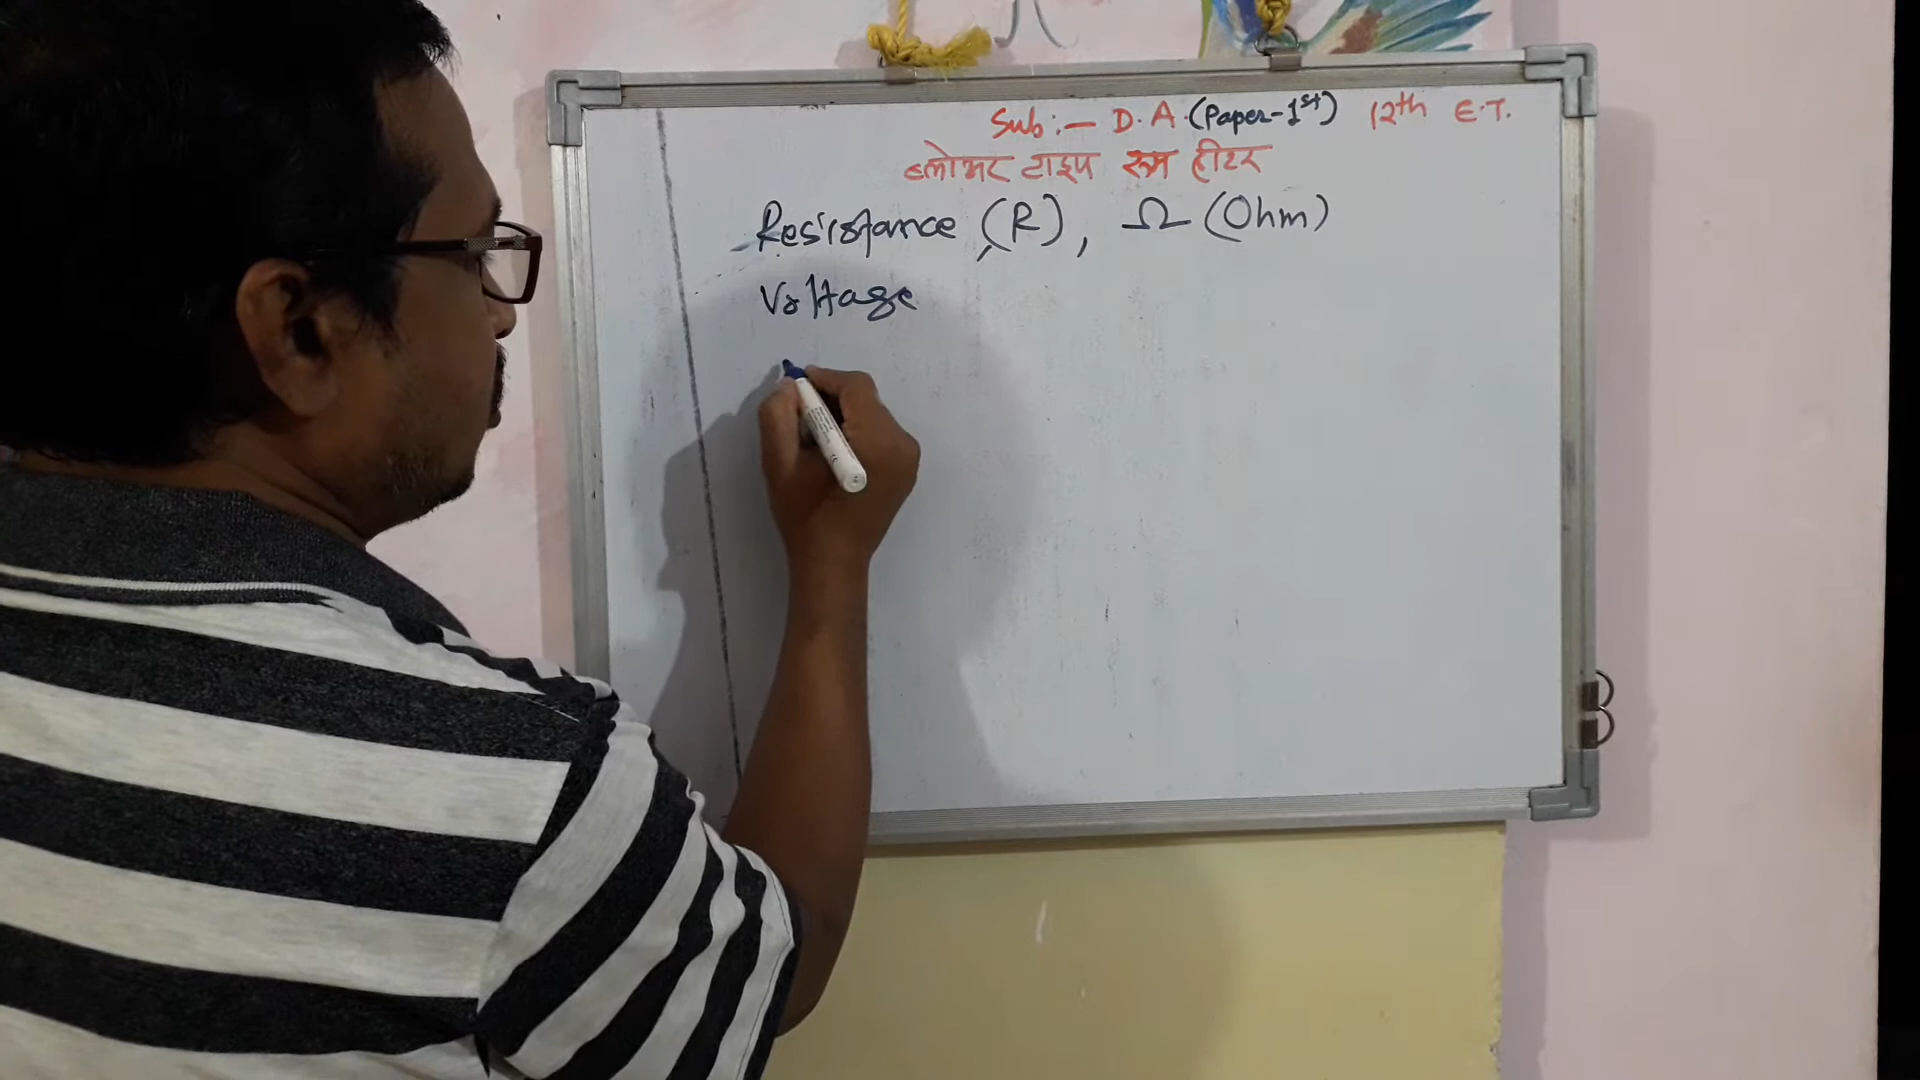 Sub:- D.A.(Paper-1st) 12th E.T.
ब्लोअर टाइप रूम हीटर
Resistance (R), Ω (Ohm)
Voltage